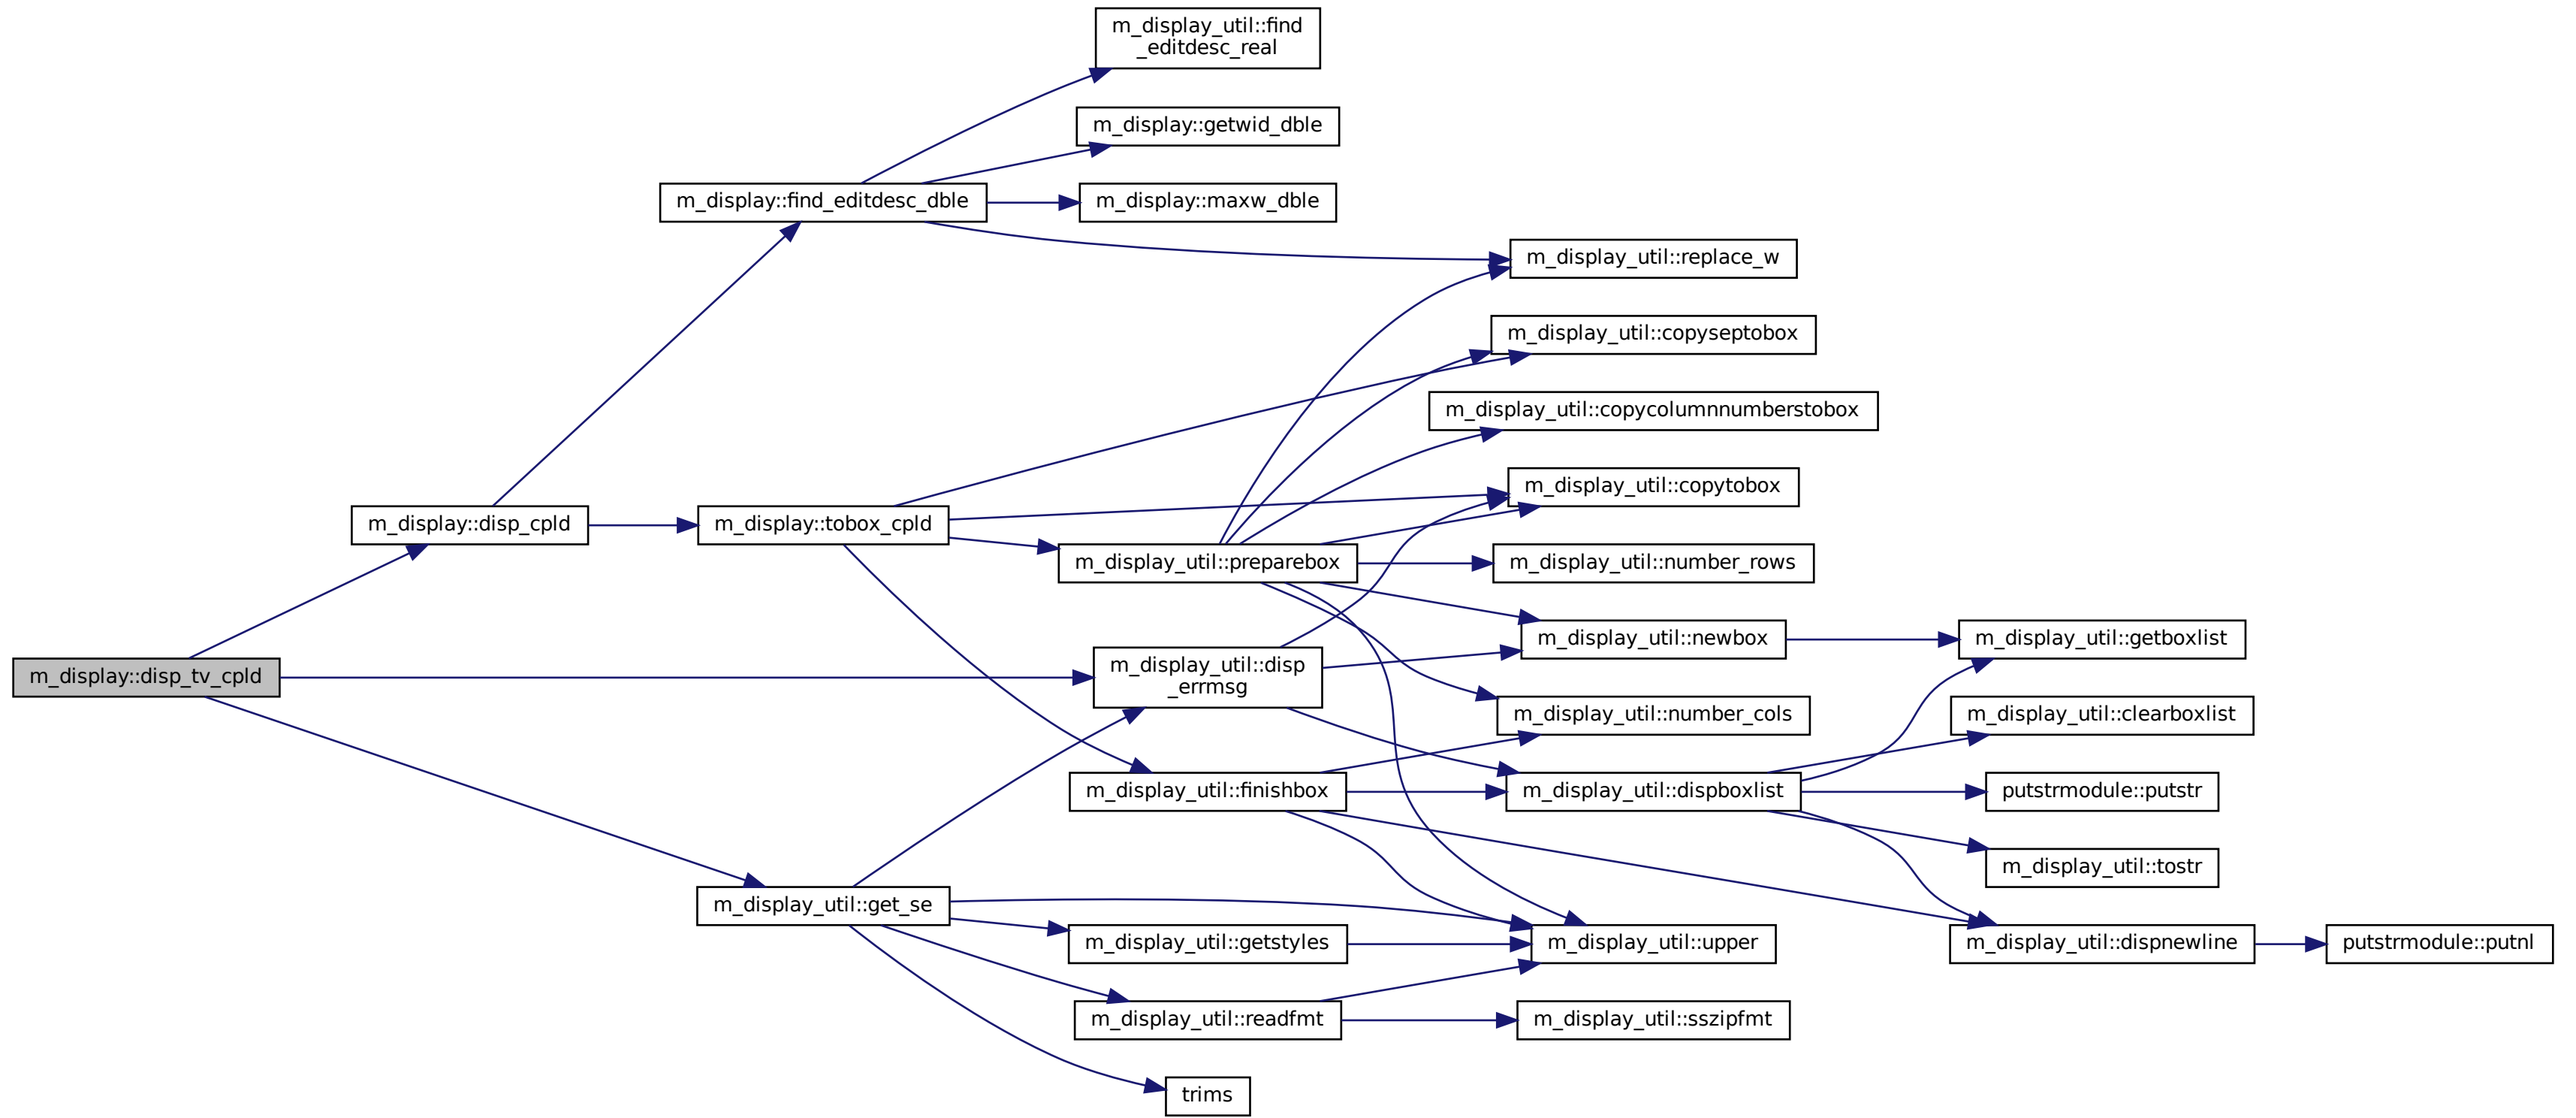 m_display_util::find
_editdesc_real
m_display::getwid_dble
m_display::find_editdesc_dble
m_display::maxw_dble
m_display_util::replace_w
m_display_util::copyseptobox
m_display_util::copycolumnnumberstobox
m_display_util::copytobox
m_display::disp_cpld
m_display::tobox_cpld
m_display_util::preparebox
m_display_util::number_rows
m_display_util::newbox
m_display_util::getboxlist
m_display::disp_tv_cpld
m_display_util::disp
_errmsg
m_display_util::number_cols
m_display_util::clearboxlist
m_display_util::finishbox
m_display_util::dispboxlist
putstrmodule::putstr
m_display_util::tostr
m_display_util::get_se
m_display_util::getstyles
m_display_util::upper
m_display_util::dispnewline
putstrmodule::putnl
m_display_util::readfmt
m_display_util::sszipfmt
trims